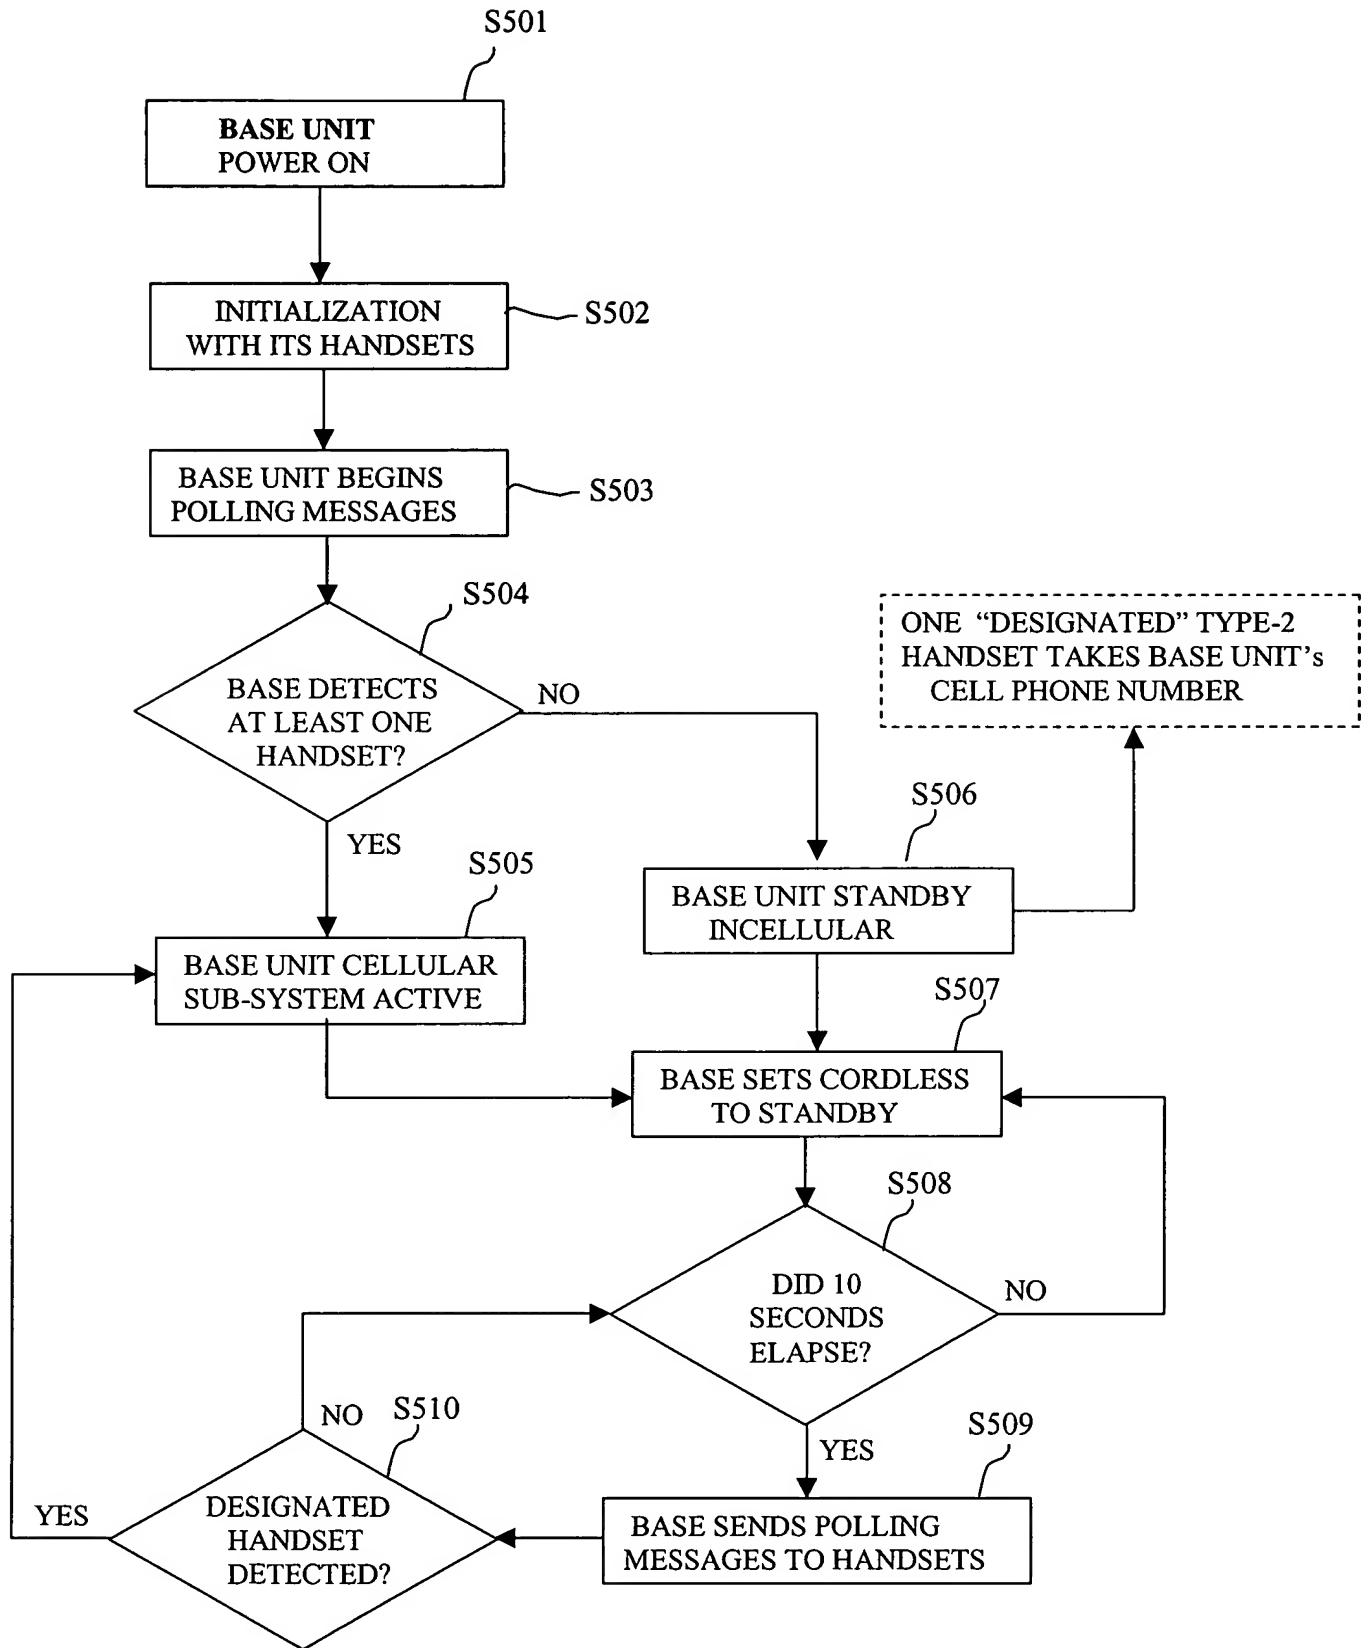 S501
BASE UNIT
POWER ON
INITIALIZATION
WITH ITS HANDSETS
S502
BASE UNIT BEGINS
POLLING MESSAGES
S503
S504
BASE DETECTS
AT LEAST ONE
HANDSET?
NO
YES
ONE “DESIGNATED” TYPE-2
HANDSET TAKES BASE UNIT's
CELL PHONE NUMBER
S506
BASE UNIT STANDBY
INCELLULAR
S505
BASE UNIT CELLULAR
SUB-SYSTEM ACTIVE
S507
BASE SETS CORDLESS
TO STANDBY
S508
DID 10
SECONDS
ELAPSE?
NO
YES
S509
BASE SENDS POLLING
MESSAGES TO HANDSETS
S510
NO
YES
DESIGNATED
HANDSET
DETECTED?